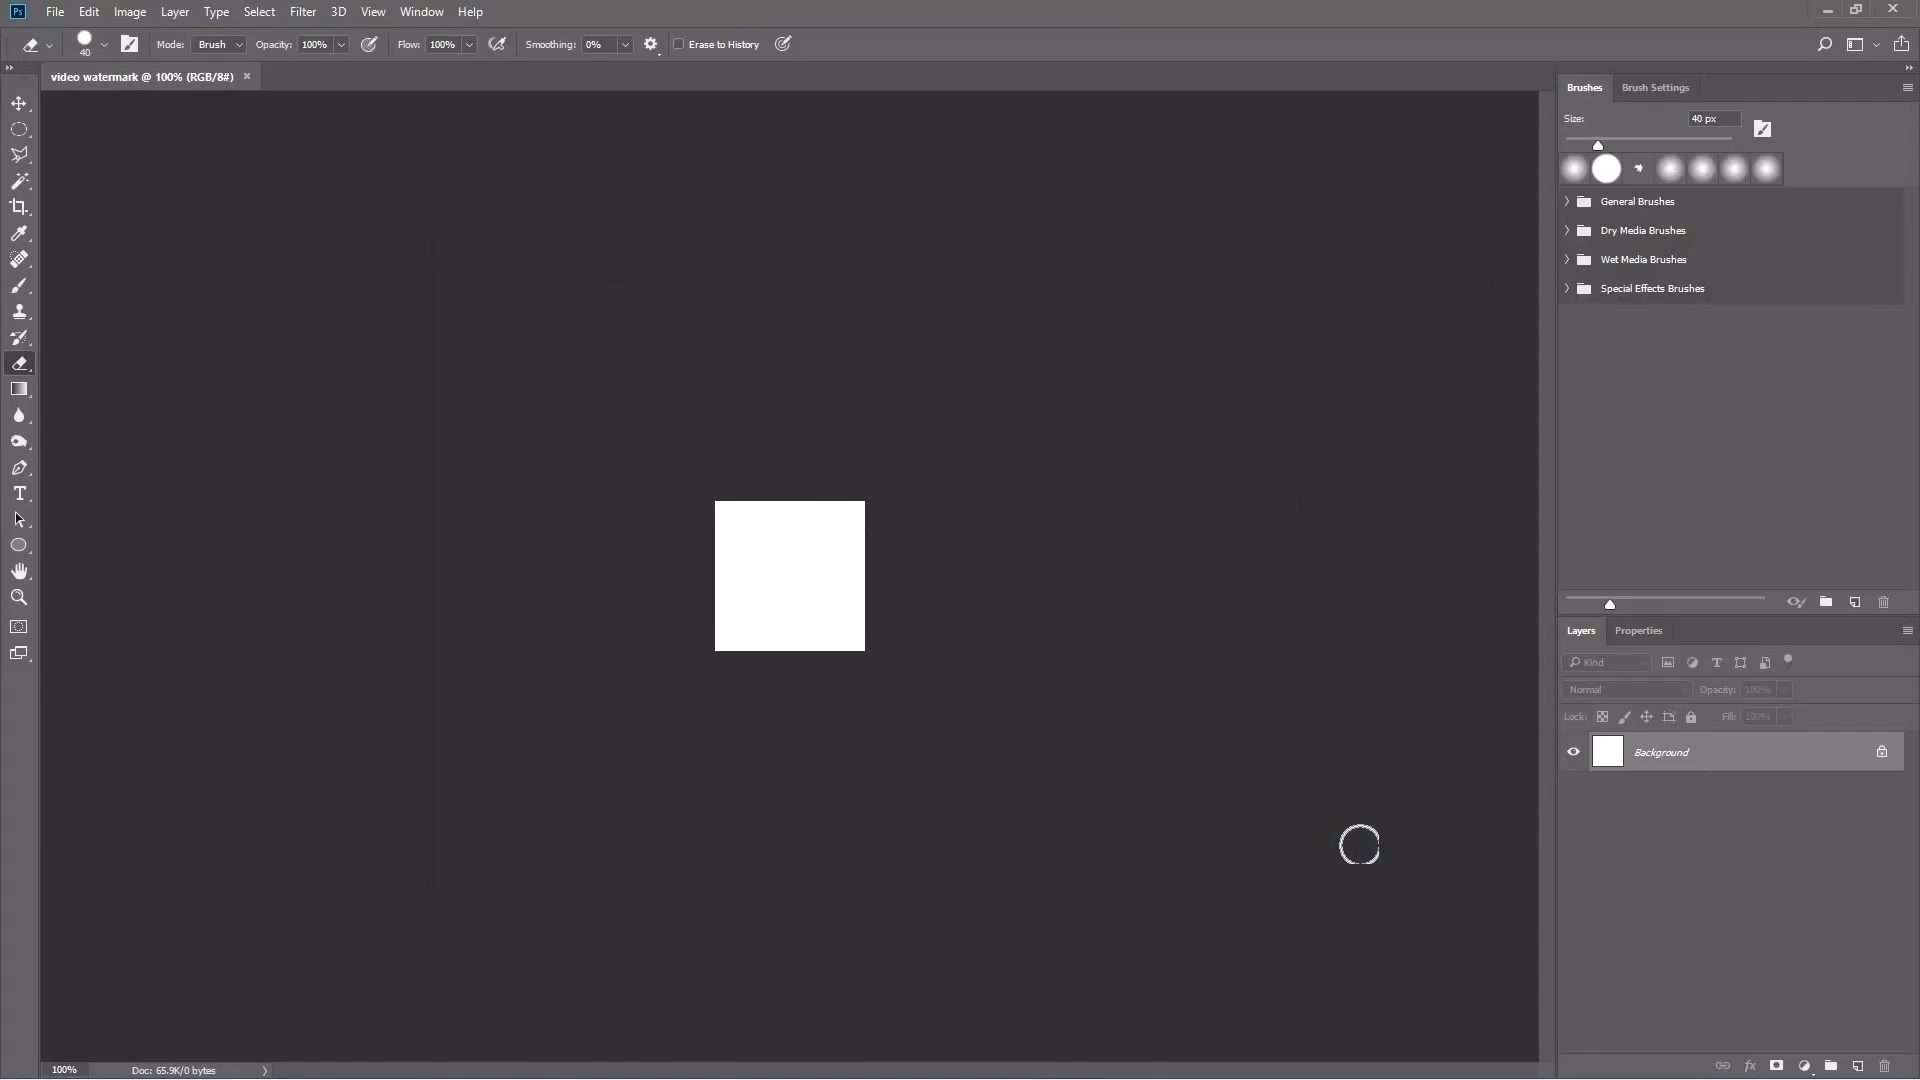 Ps File Edit Image Layer Type Select Filter 3D View Window Help
40 Mode: Brush Opacity: 100% Flow: 100% Smoothing: 0% Erase to History
video watermark @ 100% (RGB/8#) ×
Brushes Brush Settings
Size: 40 px
General Brushes
Dry Media Brushes
Wet Media Brushes
Special Effects Brushes
Layers Properties
Kind
Normal Opacity: 100%
Lock: Fill: 100%
Background
fx
100% Doc: 65.9K/0 bytes